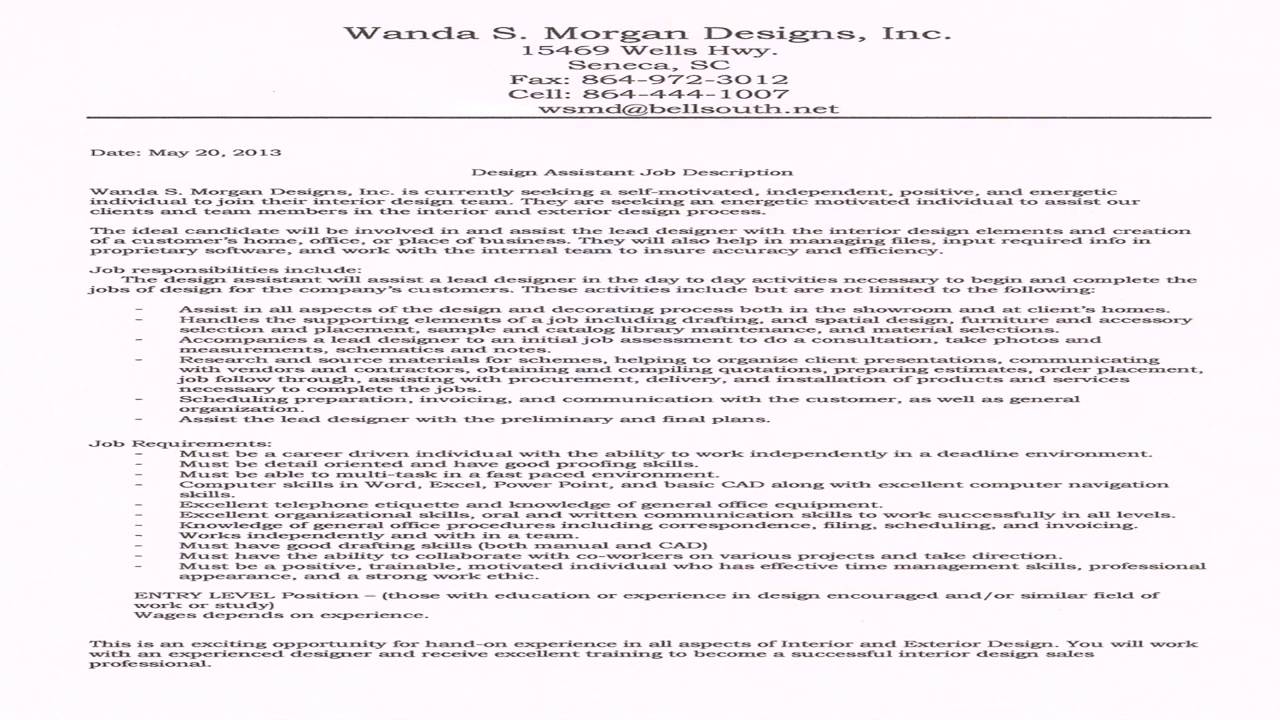 Wanda S. Morgan Designs, Inc.
15469 Wells Hwy.
Seneca, SC
Fax: 864-972-3012
Cell: 864-444-1007
wsmd@bellsouth.net
Date: May 20, 2013
Design Assistant Job Description
Wanda S. Morgan Designs, Inc. is currently seeking a self-motivated, independent, positive, and energetic
individual to join their interior design team. They are seeking an energetic motivated individual to assist our
clients and team members in the interior and exterior design process.
The ideal candidate will be involved in and assist the lead designer with the interior design elements and creation
of a customer's home, office, or place of business. They will also help in managing files, input required info in
proprietary software, and work with the internal team to insure accuracy and efficiency.
Job responsibilities include:
The design assistant will assist a lead designer in the day to day activities necessary to begin and complete the
jobs of design for the company's customers. These activities include but are not limited to the following:
- Assist in all aspects of the design and decorating process both in the showroom and at client's homes.
- Handles the supporting elements of a job including drafting, and spatial design, furniture and accessory
selection and placement, sample and catalog library maintenance, and material selections.
- Accompanies a lead designer to an initial job assessment to do a consultation, take photos and
measurements, schematics and notes.
- Research and source materials for schemes, helping to organize client presentations, communicating
with vendors and contractors, obtaining and compiling quotations, preparing estimates, order placement,
job follow through, assisting with procurement, delivery, and installation of products and services
necessary to complete the jobs.
- Scheduling preparation, invoicing, and communication with the customer, as well as general
organization.
- Assist the lead designer with the preliminary and final plans.
Job Requirements:
- Must be a career driven individual with the ability to work independently in a deadline environment.
- Must be detail oriented and have good proofing skills.
- Must be able to multi-task in a fast paced environment.
- Computer skills in Word, Excel, Power Point, and basic CAD along with excellent computer navigation
skills.
- Excellent telephone etiquette and knowledge of general office equipment.
- Excellent organizational skills, oral and written communication skills to work successfully in all levels.
- Knowledge of general office procedures including correspondence, filing, scheduling, and invoicing.
- Works independently and with in a team.
- Must have good drafting skills (both manual and CAD)
- Must have the ability to collaborate with co-workers on various projects and take direction.
- Must be a positive, trainable, motivated individual who has effective time management skills, professional
appearance, and a strong work ethic.
ENTRY LEVEL Position – (those with education or experience in design encouraged and/or similar field of
work or study)
Wages depends on experience.
This is an exciting opportunity for hand-on experience in all aspects of Interior and Exterior Design. You will work
with an experienced designer and receive excellent training to become a successful interior design sales
professional.